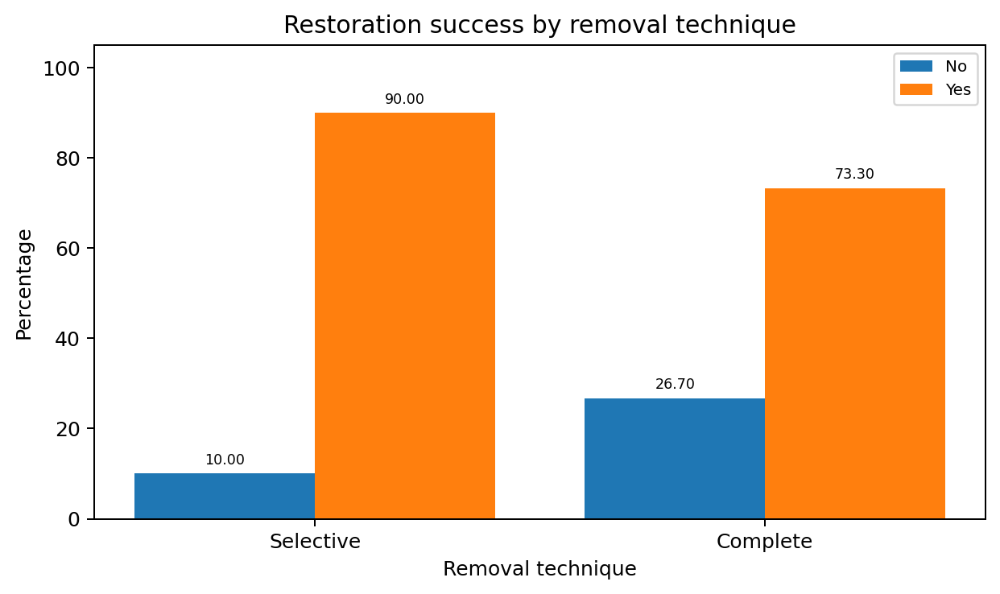 Restoration success by removal technique
No
Yes
100
80
60
40
20
0
Percentage
10.00
90.00
26.70
73.30
Selective
Complete
Removal technique